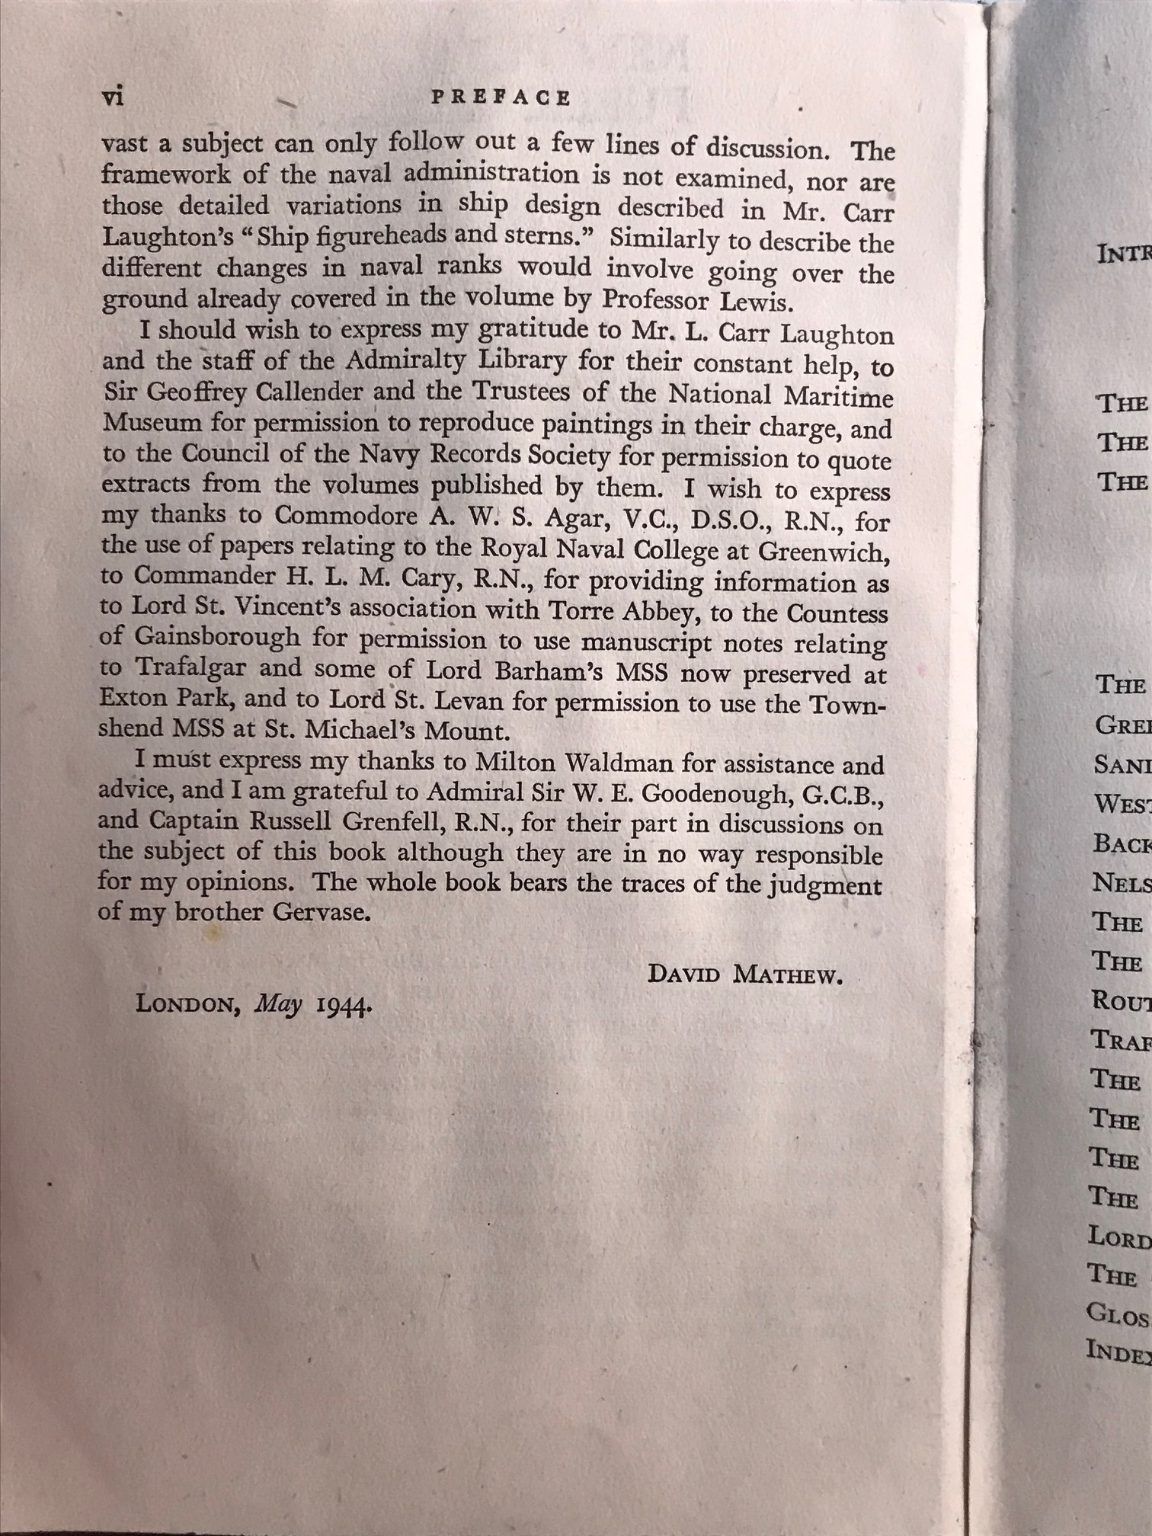 vi PREFACE
vast a subject can only follow out a few lines of discussion. The
framework of the naval administration is not examined, nor are
those detailed variations in ship design described in Mr. Carr
Laughton's “Ship figureheads and sterns.” Similarly to describe the
different changes in naval ranks would involve going over the
ground already covered in the volume by Professor Lewis.
I should wish to express my gratitude to Mr. L. Carr Laughton
and the staff of the Admiralty Library for their constant help, to
Sir Geoffrey Callender and the Trustees of the National Maritime
Museum for permission to reproduce paintings in their charge, and
to the Council of the Navy Records Society for permission to quote
extracts from the volumes published by them. I wish to express
my thanks to Commodore A. W. S. Agar, V.C., D.S.O., R.N., for
the use of papers relating to the Royal Naval College at Greenwich,
to Commander H. L. M. Cary, R.N., for providing information as
to Lord St. Vincent's association with Torre Abbey, to the Countess
of Gainsborough for permission to use manuscript notes relating
to Trafalgar and some of Lord Barham's MSS now preserved at
Exton Park, and to Lord St. Levan for permission to use the Town-
shend MSS at St. Michael's Mount.
I must express my thanks to Milton Waldman for assistance and
advice, and I am grateful to Admiral Sir W. E. Goodenough, G.C.B.,
and Captain Russell Grenfell, R.N., for their part in discussions on
the subject of this book although they are in no way responsible
for my opinions. The whole book bears the traces of the judgment
of my brother Gervase.
DAVID MATHEW.
LONDON, May 1944.
INTR
THE
THE
THE
THE
GREE
SANI
WEST
BACK
NELS
THE
THE
ROUT
TRAF
THE
THE
THE
THE
LORD
THE
GLOS
INDEX